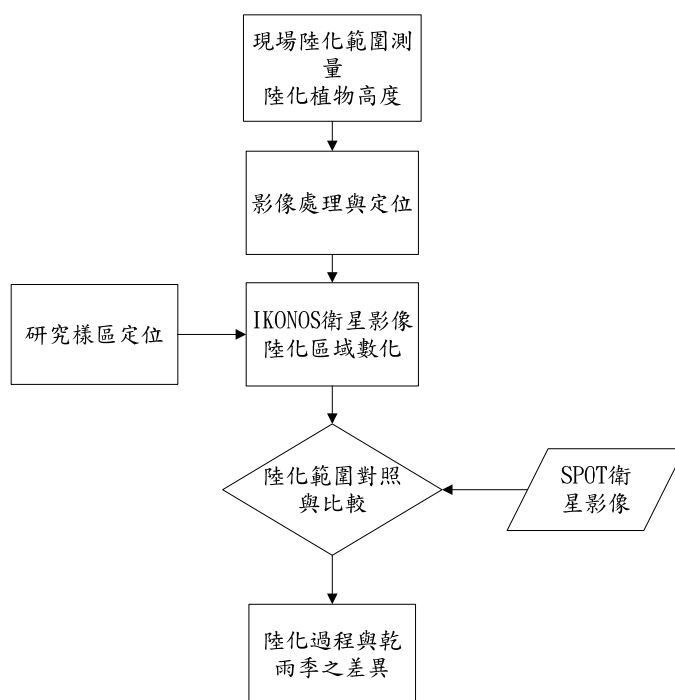 現場陸化範圍測
量
陸化植物高度
影像處理與定位
研究樣區定位
IKONOS衛星影像
陸化區域數化
陸化範圍對照
與比較
SPOT衛
星影像
陸化過程與乾
雨季之差異